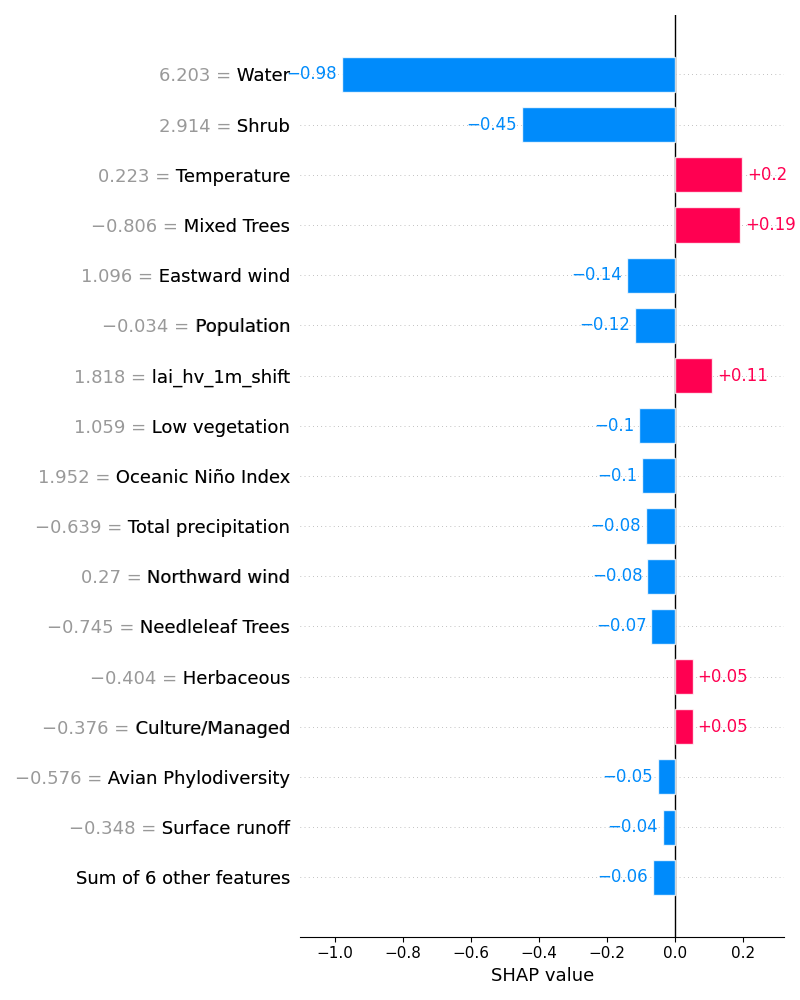 6.203 = Water −0.98
2.914 = Shrub −0.45
0.223 = Temperature +0.2
−0.806 = Mixed Trees +0.19
1.096 = Eastward wind −0.14
−0.034 = Population −0.12
1.818 = lai_hv_1m_shift +0.11
1.059 = Low vegetation −0.1
1.952 = Oceanic Niño Index −0.1
−0.639 = Total precipitation −0.08
0.27 = Northward wind −0.08
−0.745 = Needleleaf Trees −0.07
−0.404 = Herbaceous +0.05
−0.376 = Culture/Managed +0.05
−0.576 = Avian Phylodiversity −0.05
−0.348 = Surface runoff −0.04
Sum of 6 other features −0.06
−1.0 −0.8 −0.6 −0.4 −0.2 0.0 0.2
SHAP value